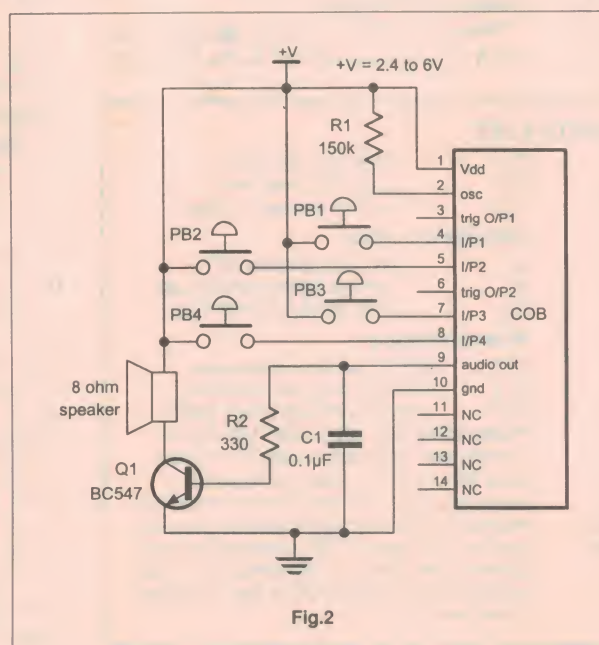 +V
+V = 2.4 to 6V
R1
150k
1 Vdd
2 osc
3 trig O/P1
PB1
4 I/P1
PB2
5 I/P2
6 trig O/P2
PB3
7 I/P3
COB
PB4
8 I/P4
9 audio out
8 ohm
speaker
10 gnd
R2
330
C1
0.1µF
11 NC
12 NC
13 NC
14 NC
Q1
BC547
Fig.2